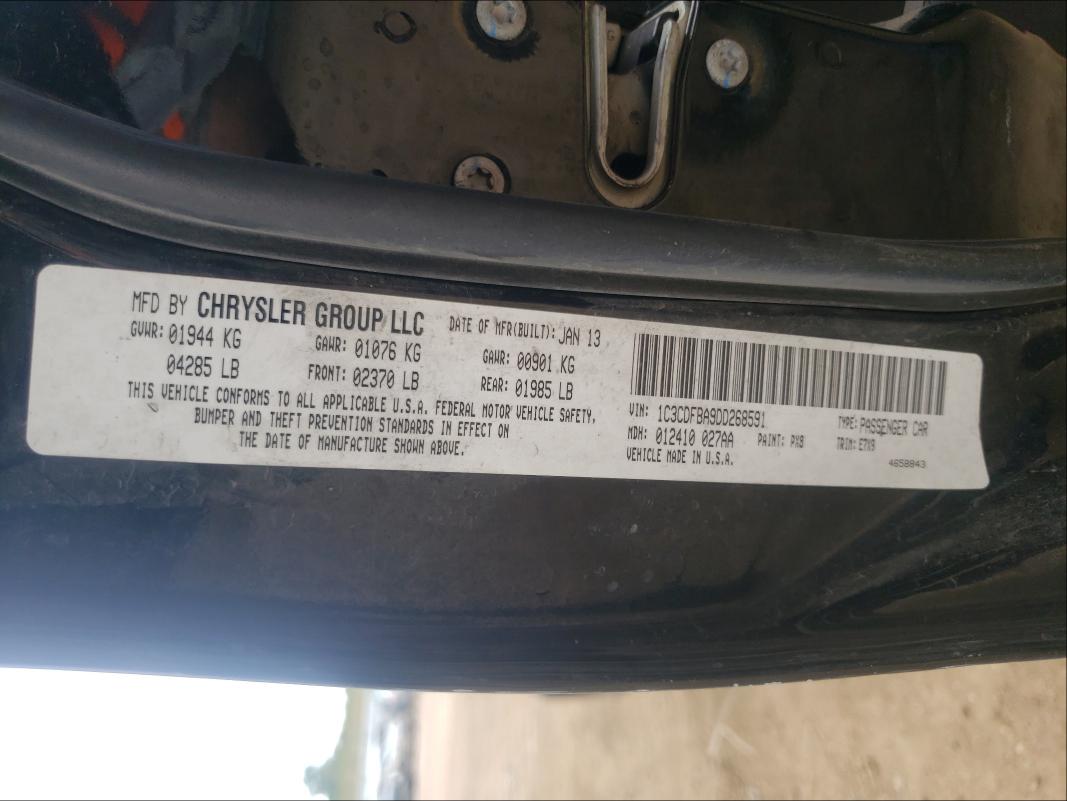 MFD BY CHRYSLER GROUP LLC DATE OF MFR(BUILT): JAN 13
GVWR: 01944 KG GAWR: 01076 KG GAWR: 00901 KG
04285 LB FRONT: 02370 LB REAR: 01985 LB
THIS VEHICLE CONFORMS TO ALL APPLICABLE U.S.A. FEDERAL MOTOR VEHICLE SAFETY,
BUMPER AND THEFT PREVENTION STANDARDS IN EFFECT ON
THE DATE OF MANUFACTURE SHOWN ABOVE.
VIN: 1C3CDFBA9DD268591 TYPE: PASSENGER CAR
MDH: 012410 027AA PAINT: PX8 TRIM: E7X9
VEHICLE MADE IN U.S.A. 4658843